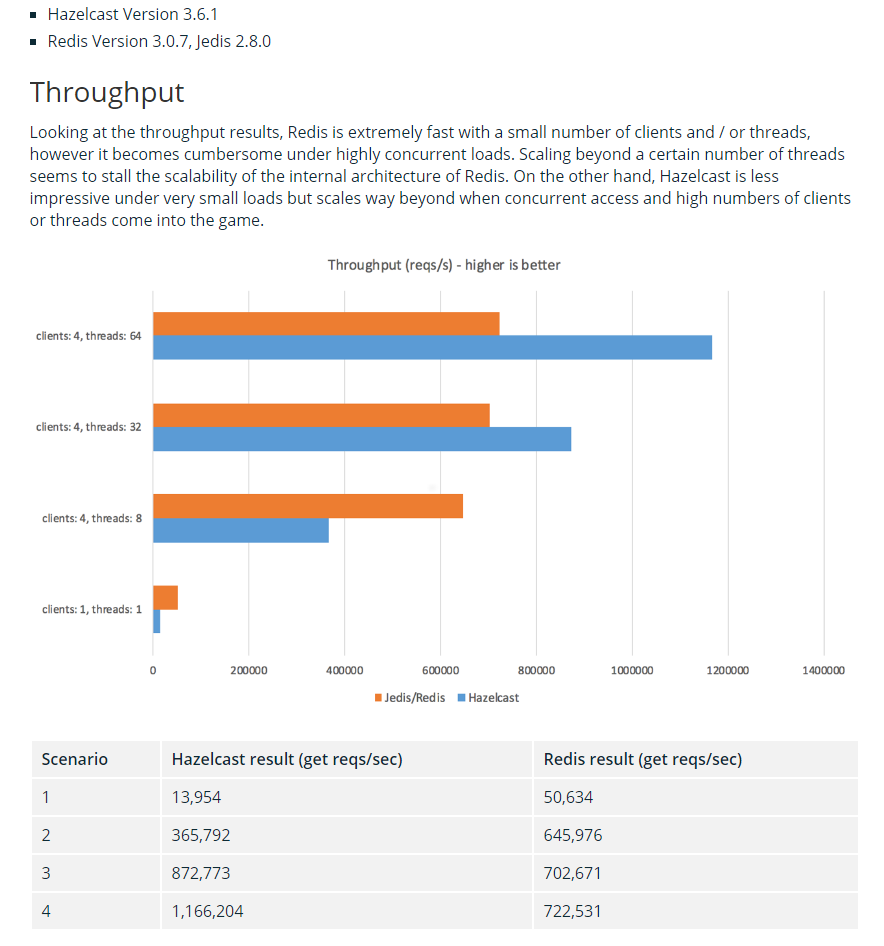 Hazelcast Version 3.6.1
Redis Version 3.0.7, Jedis 2.8.0
Throughput
Looking at the throughput results, Redis is extremely fast with a small number of clients and / or threads,
however it becomes cumbersome under highly concurrent loads. Scaling beyond a certain number of threads
seems to stall the scalability of the internal architecture of Redis. On the other hand, Hazelcast is less
impressive under very small loads but scales way beyond when concurrent access and high numbers of clients
or threads come into the game.
Throughput (reqs/s) - higher is better
clients: 4, threads: 64
clients: 4, threads: 32
clients: 4, threads: 8
clients: 1, threads: 1
0 200000 400000 600000 800000 1000000 1200000 1400000
Jedis/Redis Hazelcast
Scenario Hazelcast result (get reqs/sec) Redis result (get reqs/sec)
1 13,954 50,634
2 365,792 645,976
3 872,773 702,671
4 1,166,204 722,531